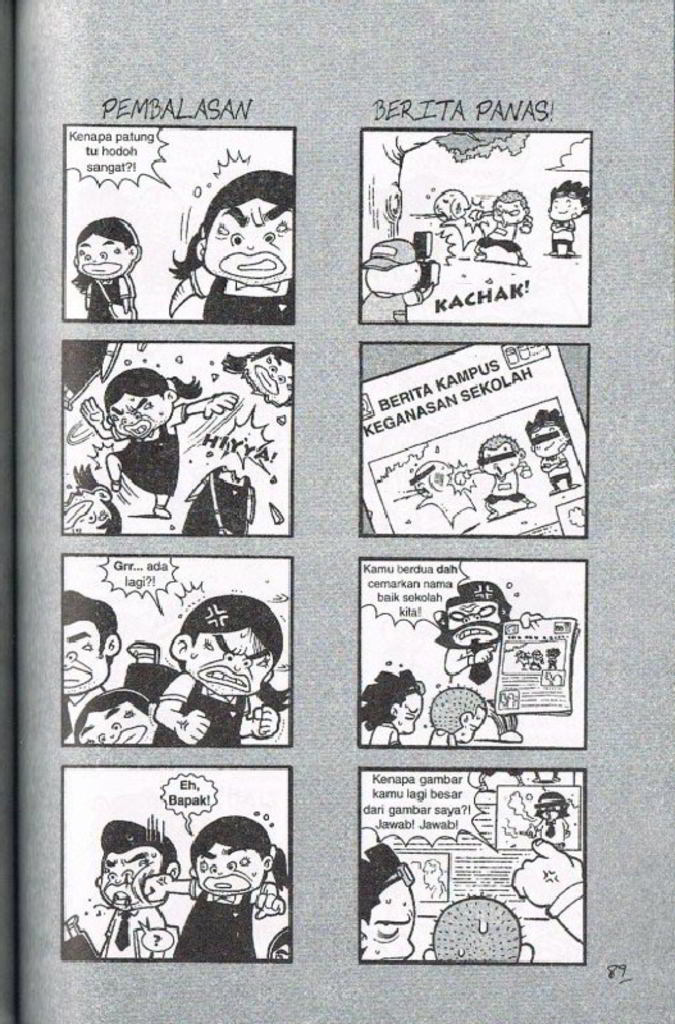 PEMBALASAN
Kenapa patung
tu hodoh
sangat?!
HIYYA!
Grr... ada
lagi?!
Eh,
Bapak!
?
BERITA PANAS!
KACHAK!
BERITA KAMPUS
KEGANASAN SEKOLAH
Kamu berdua dah
cemarkan nama
baik sekolah
kita!!
Kenapa gambar
kamu lagi besar
dari gambar saya?!
Jawab! Jawab!
89